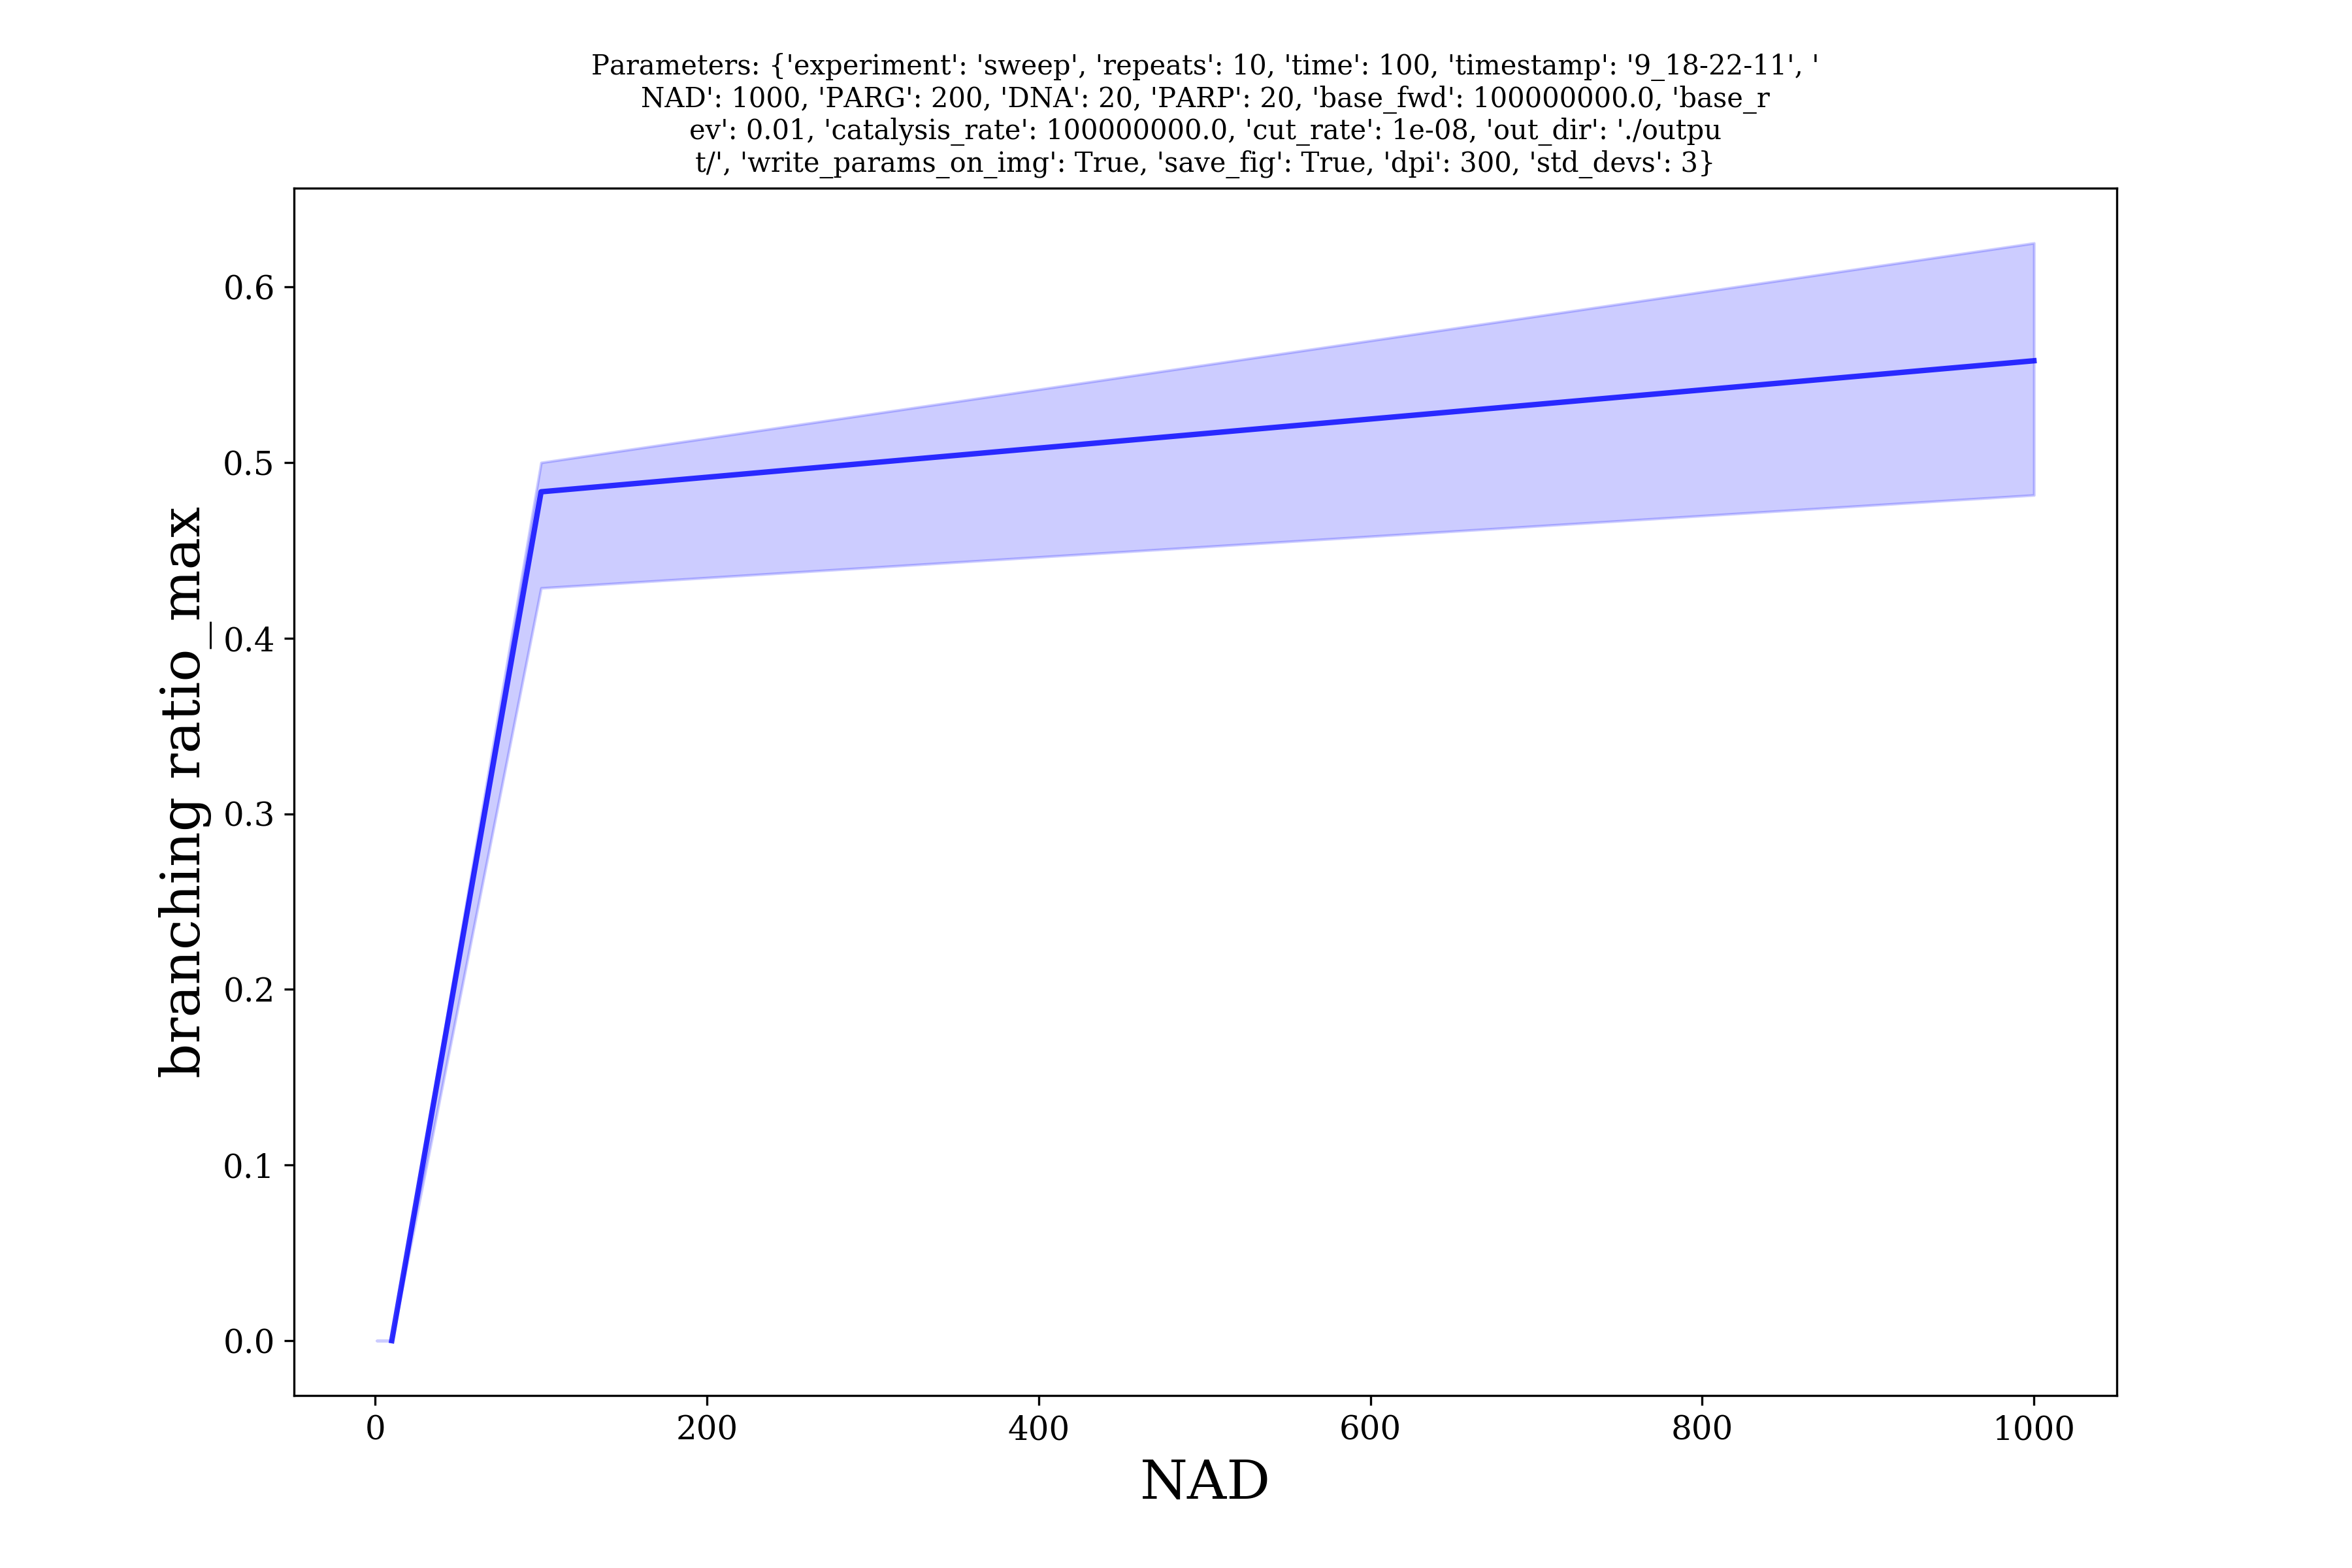 Parameters: {'experiment': 'sweep', 'repeats': 10, 'time': 100, 'timestamp': '9_18-22-11', '
NAD': 1000, 'PARG': 200, 'DNA': 20, 'PARP': 20, 'base_fwd': 100000000.0, 'base_r
ev': 0.01, 'catalysis_rate': 100000000.0, 'cut_rate': 1e-08, 'out_dir': './outpu
t/', 'write_params_on_img': True, 'save_fig': True, 'dpi': 300, 'std_devs': 3}
branching ratio_max
0.6
0.5
0.4
0.3
0.2
0.1
0.0
0 200 400 600 800 1000
NAD